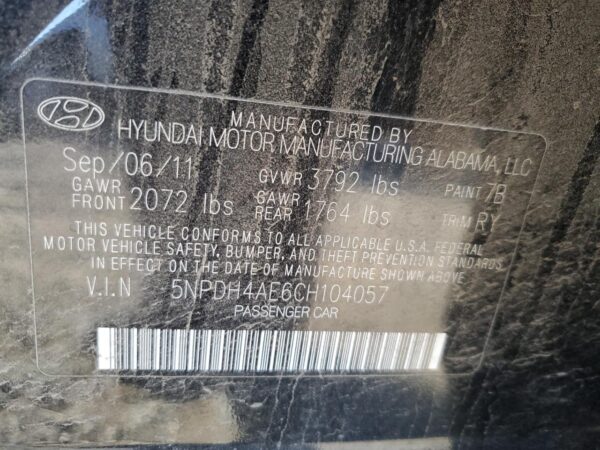 MANUFACTURED BY
HYUNDAI MOTOR MANUFACTURING ALABAMA, LLC
Sep/06/11 GVWR 3792 lbs PAINT 7B
GAWR FRONT 2072 lbs GAWR REAR 1764 lbs TRIM RY
THIS VEHICLE CONFORMS TO ALL APPLICABLE U.S.A. FEDERAL
MOTOR VEHICLE SAFETY, BUMPER, AND THEFT PREVENTION STANDARDS
IN EFFECT ON THE DATE OF MANUFACTURE SHOWN ABOVE.
V.I.N 5NPDH4AE6CH104057
PASSENGER CAR